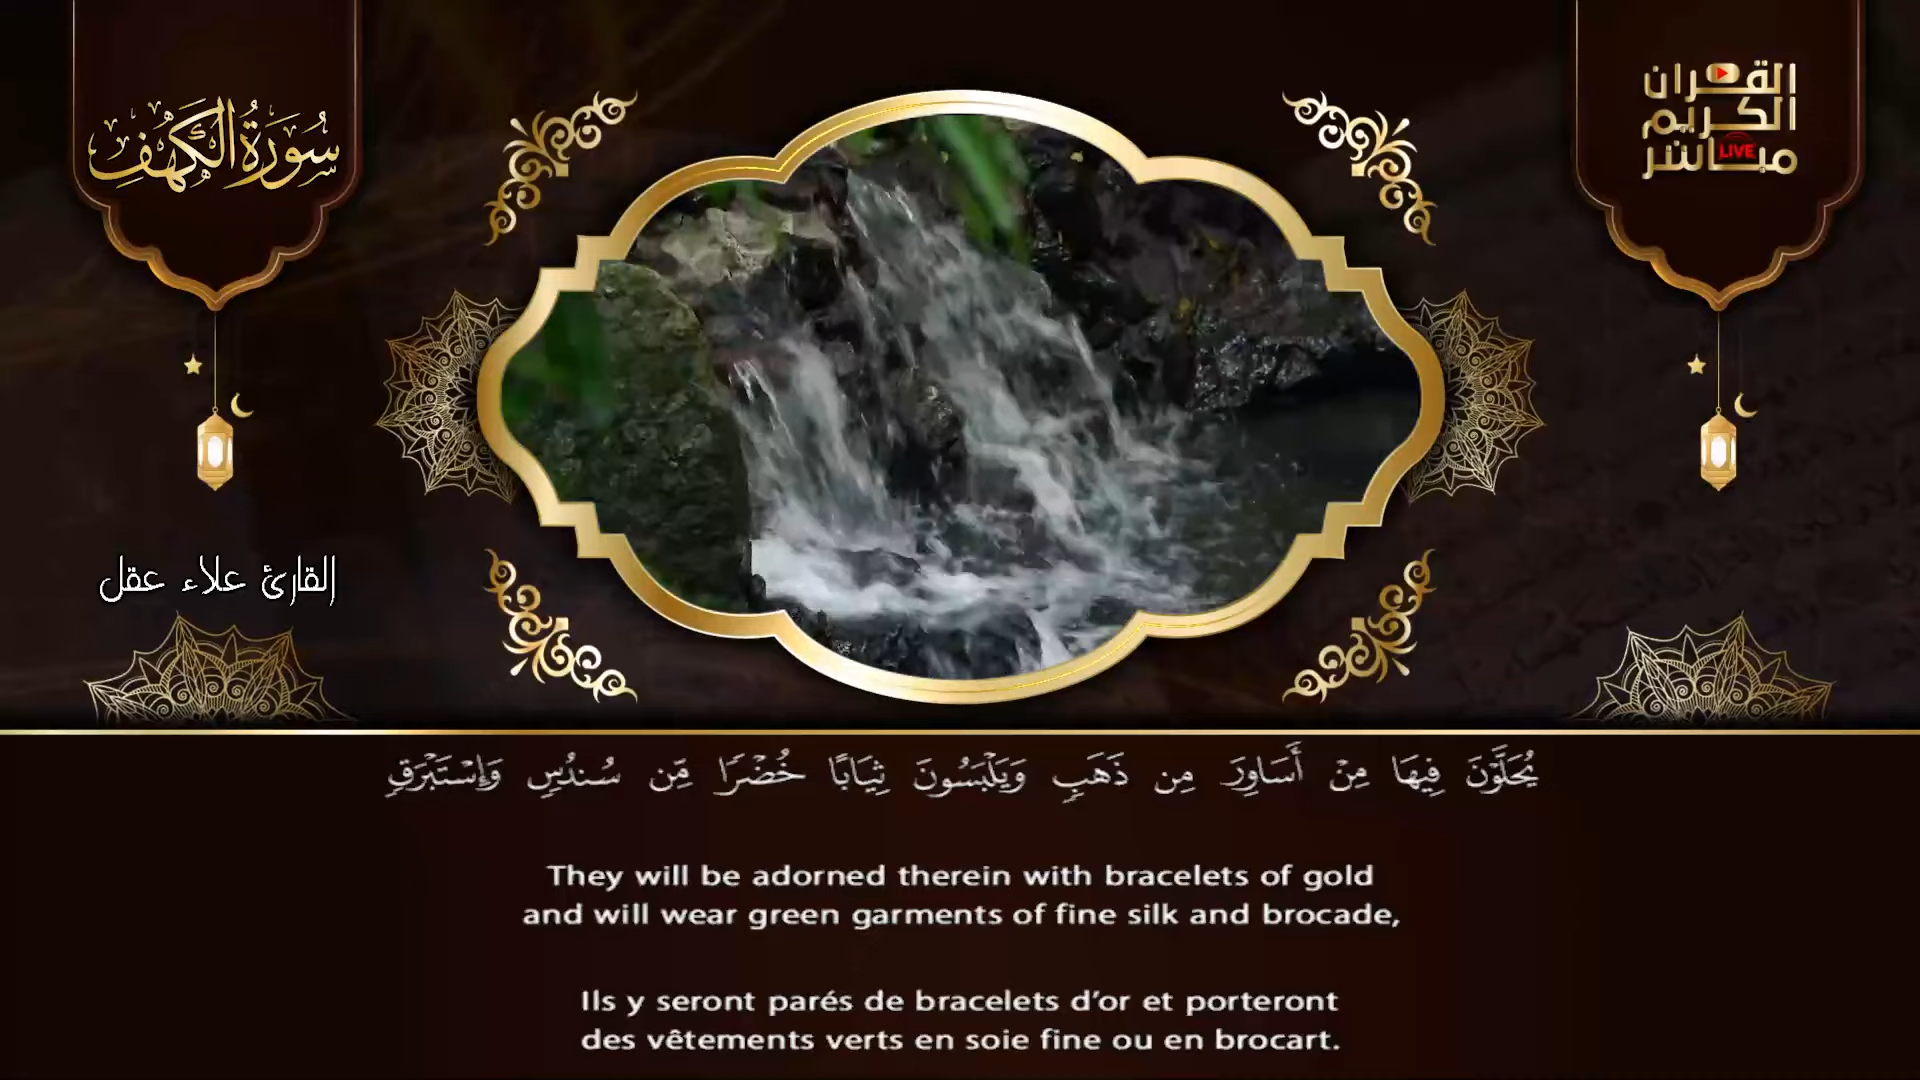 سُورَةُ الكَهْفِ
القرآن
الكريم
مباشر
LIVE
القارئ علاء عقل
يُحَلَّوْنَ فِيهَا مِنْ أَسَاوِرَ مِن ذَهَبٍ وَيَلْبَسُونَ ثِيَابًا خُضْرًا مِّن سُندُسٍ وَإِسْتَبْرَقٍ
They will be adorned therein with bracelets of gold
and will wear green garments of fine silk and brocade,
Ils y seront parés de bracelets d’or et porteront
des vêtements verts en soie fine ou en brocart.